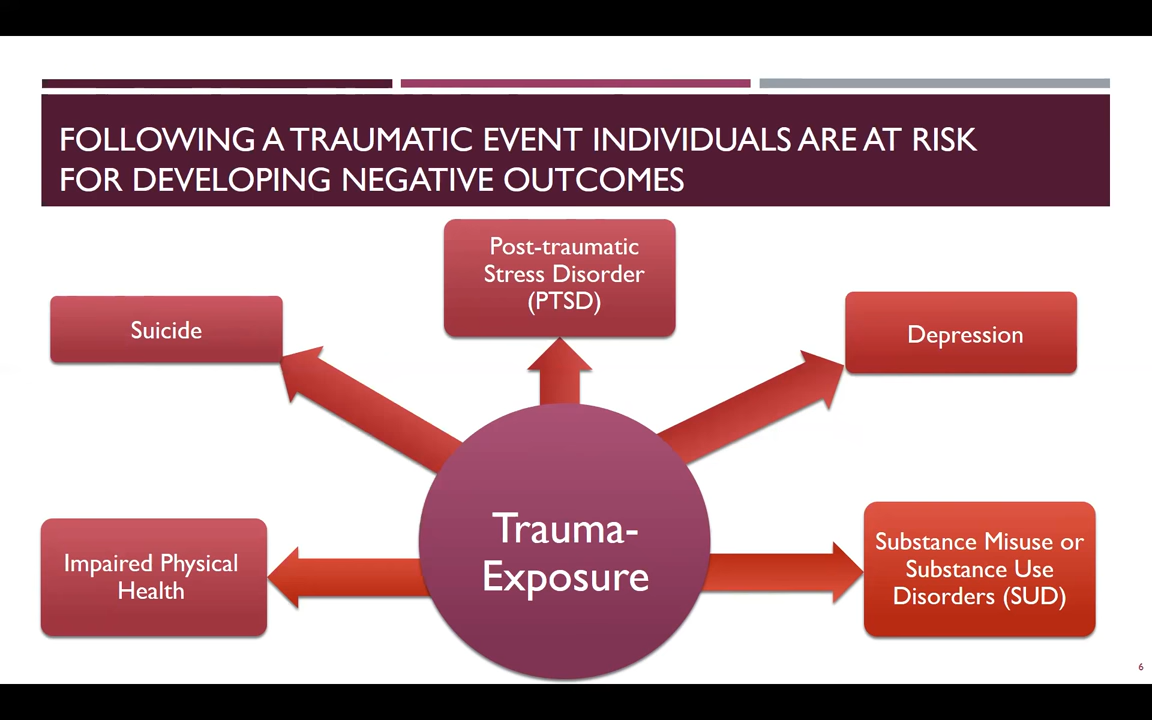 FOLLOWING A TRAUMATIC EVENT INDIVIDUALS ARE AT RISK
FOR DEVELOPING NEGATIVE OUTCOMES
Post-traumatic
Stress Disorder
(PTSD)
Suicide
Depression
Trauma-
Exposure
Impaired Physical
Health
Substance Misuse or
Substance Use
Disorders (SUD)
6